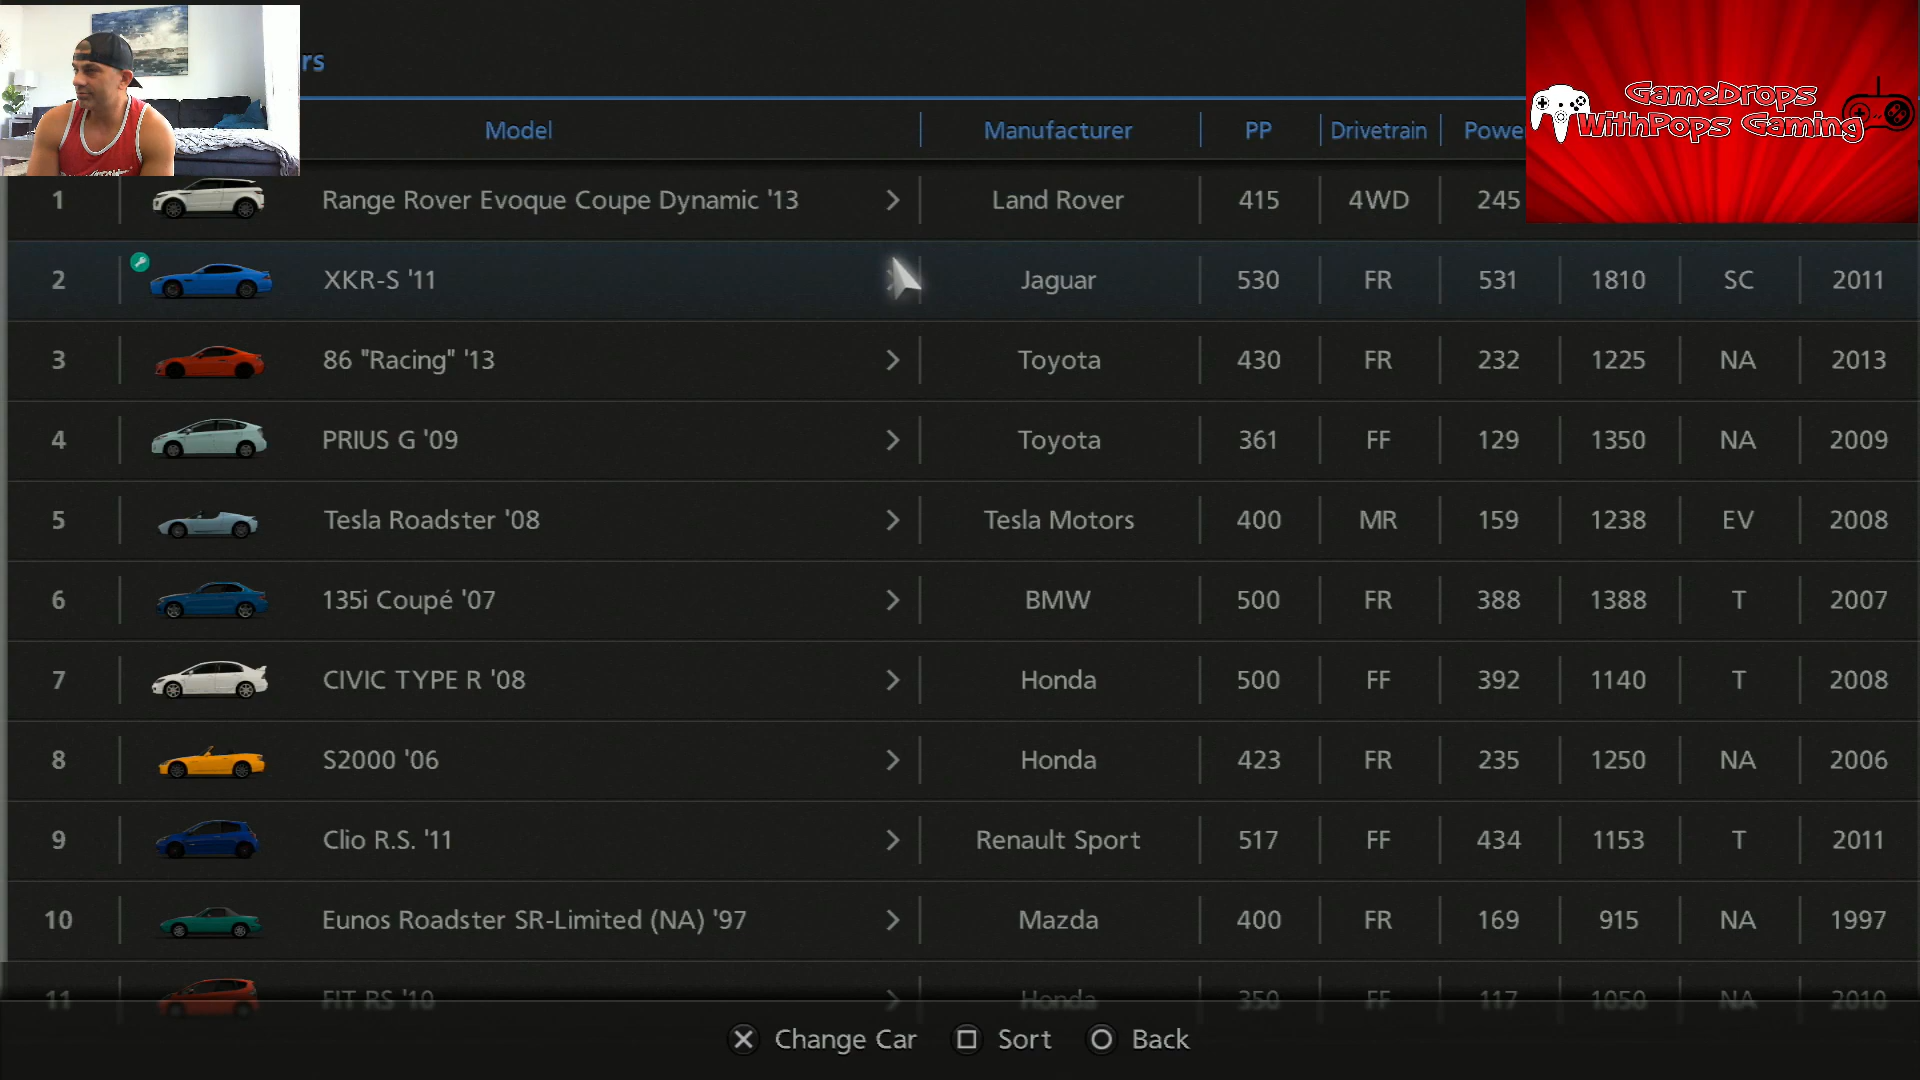 rs
Model Manufacturer PP Drivetrain Powe
GameDrops
WithPops Gaming
1 Range Rover Evoque Coupe Dynamic '13 Land Rover 415 4WD 245
2 XKR-S '11 Jaguar 530 FR 531 1810 SC 2011
3 86 "Racing" '13 Toyota 430 FR 232 1225 NA 2013
4 PRIUS G '09 Toyota 361 FF 129 1350 NA 2009
5 Tesla Roadster '08 Tesla Motors 400 MR 159 1238 EV 2008
6 135i Coupé '07 BMW 500 FR 388 1388 T 2007
7 CIVIC TYPE R '08 Honda 500 FF 392 1140 T 2008
8 S2000 '06 Honda 423 FR 235 1250 NA 2006
9 Clio R.S. '11 Renault Sport 517 FF 434 1153 T 2011
10 Eunos Roadster SR-Limited (NA) '97 Mazda 400 FR 169 915 NA 1997
11 FIT RS '10 Honda 350 FF 117 1050 NA 2010
Change Car Sort Back